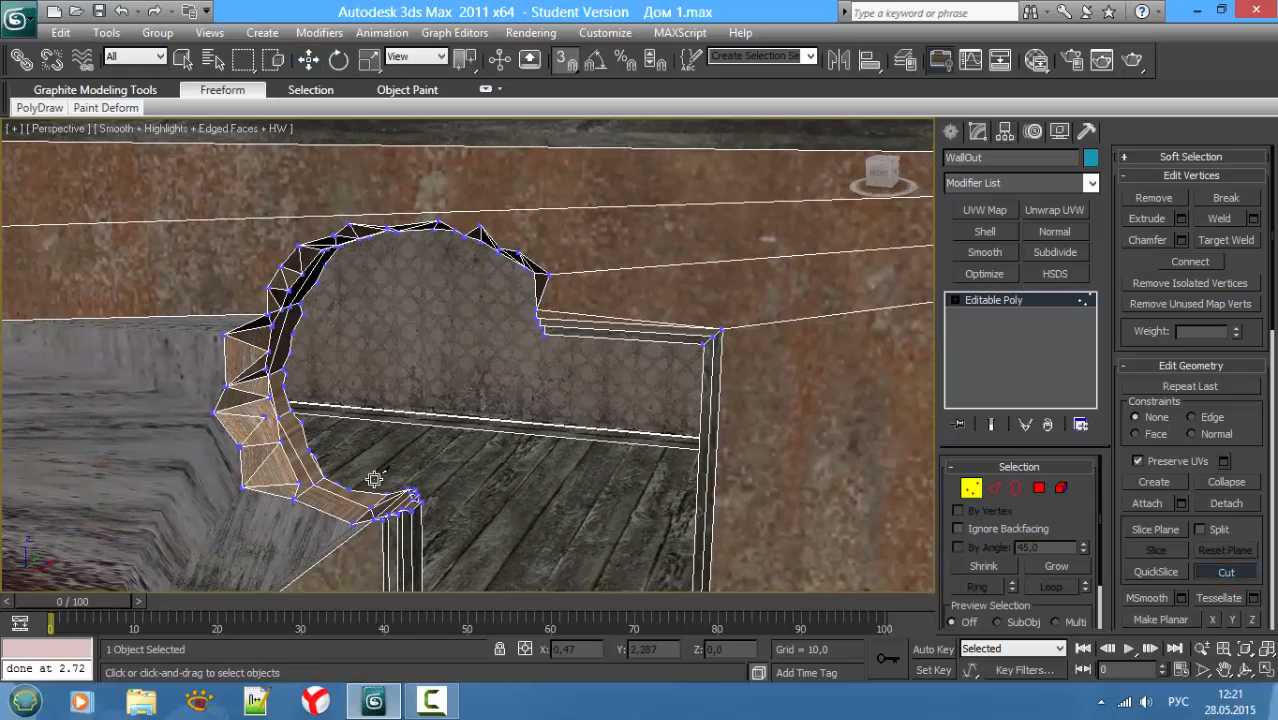 Autodesk 3ds Max 2011 x64 - Student Version Дом 1.max
Type a keyword or phrase
Edit Tools Group Views Create Modifiers Animation Graph Editors Rendering Customize MAXScript Help
All View 3 Create Selection Se
Graphite Modeling Tools Freeform Selection Object Paint
PolyDraw Paint Deform
[ + ] [ Perspective ] [ Smooth + Highlights + Edged Faces + HW ]
WallOut
Modifier List
UVW Map Unwrap UVW
Shell Normal
Smooth Subdivide
Optimize HSDS
Editable Poly
Selection
By Vertex
Ignore Backfacing
By Angle: 45,0
Shrink Grow
Ring Loop
Preview Selection
Off SubObj Multi
Soft Selection
Edit Vertices
Remove Break
Extrude Weld
Chamfer Target Weld
Connect
Remove Isolated Vertices
Remove Unused Map Verts
Weight:
Edit Geometry
Repeat Last
Constraints
None Edge
Face Normal
Preserve UVs
Create Collapse
Attach Detach
Slice Plane Split
Slice Reset Plane
QuickSlice Cut
MSmooth Tessellate
Make Planar X Y Z
FRONT
z
0 / 100
0 10 20 30 40 50 60 70 80 90 100
1 Object Selected X: 0,47 Y: 2,287 Z: 0,0 Grid = 10,0 Auto Key Selected
done at 2.72 Click or click-and-drag to select objects Add Time Tag Set Key Key Filters... 0
РУС
12:21
28.05.2015